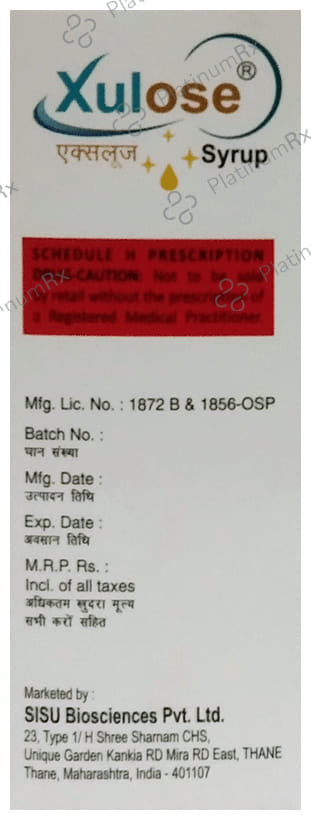 Xulose®
एक्सलूज
Syrup
SCHEDULE H PRESCRIPTION
DRUG-CAUTION: Not to be sold
by retail without the prescription of
a Registered Medical Practitioner.
Mfg. Lic. No. : 1872 B & 1856-OSP
Batch No. :
घान संख्या
Mfg. Date :
उत्पादन तिथि
Exp. Date :
अवसान तिथि
M.R.P. Rs. :
Incl. of all taxes
अधिकतम खुदरा मूल्य
सभी करों सहित
Marketed by :
SISU Biosciences Pvt. Ltd.
23, Type 1/ H Shree Sharnam CHS,
Unique Garden Kankia RD Mira RD East, THANE
Thane, Maharashtra, India - 401107
PlatinumRx
PlatinumRx
PlatinumRx